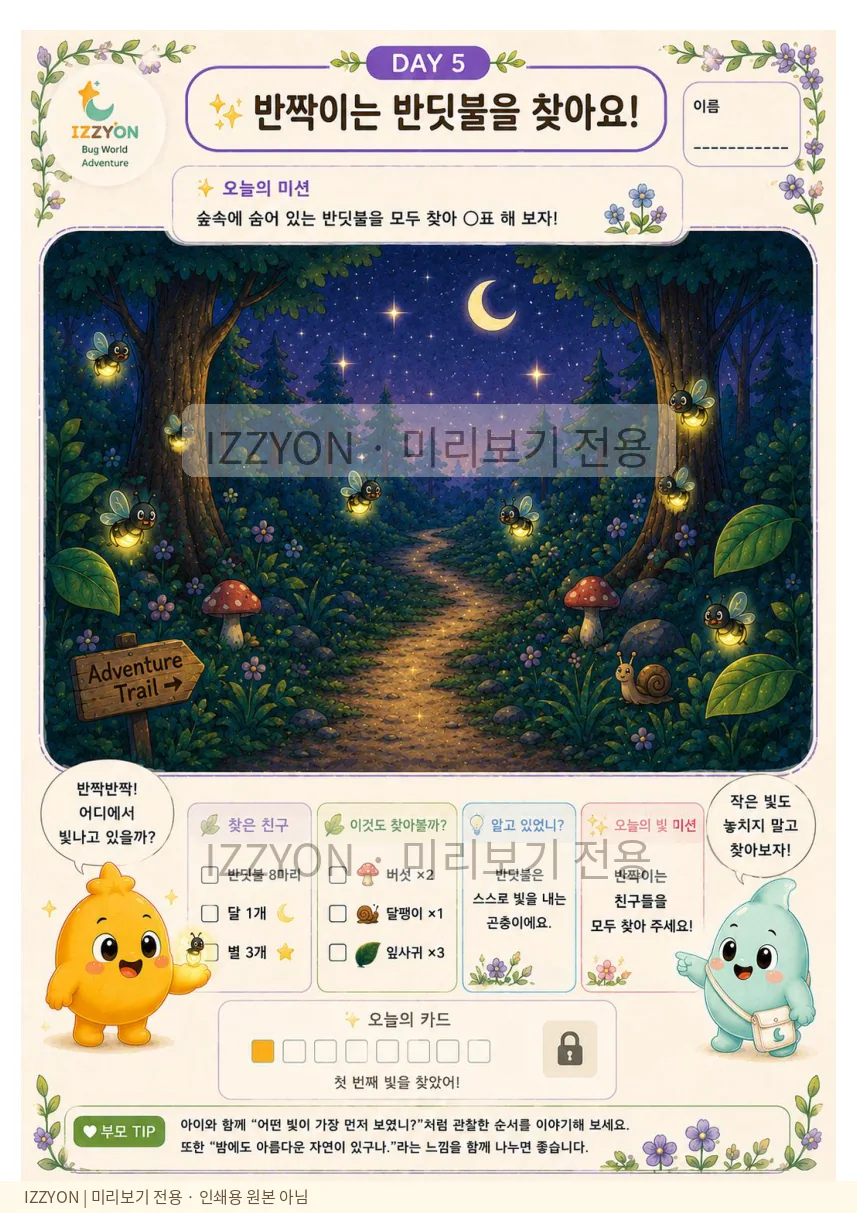 DAY 5
반짝이는 반딧불을 찾아요!
IZZYON
Bug World
Adventure
이름
오늘의 미션
숲속에 숨어 있는 반딧불을 모두 찾아 ○표 해 보자!
IZZYON · 미리보기 전용
Adventure
Trail →
반짝반짝!
어디에서
빛나고 있을까?
찾은 친구
반딧불 8마리
달 1개
별 3개
이것도 찾아볼까?
버섯 ×2
달팽이 ×1
잎사귀 ×3
알고 있었니?
반딧불은
스스로 빛을 내는
곤충이에요.
오늘의 빛 미션
반짝이는
친구들을
모두 찾아 주세요!
작은 빛도
놓치지 말고
찾아보자!
IZZYON · 미리보기 전용
오늘의 카드
첫 번째 빛을 찾았어!
부모 TIP
아이와 함께 “어떤 빛이 가장 먼저 보였니?”처럼 관찰한 순서를 이야기해 보세요.
또한 “밤에도 아름다운 자연이 있구나.”라는 느낌을 함께 나누면 좋습니다.
IZZYON | 미리보기 전용 · 인쇄용 원본 아님